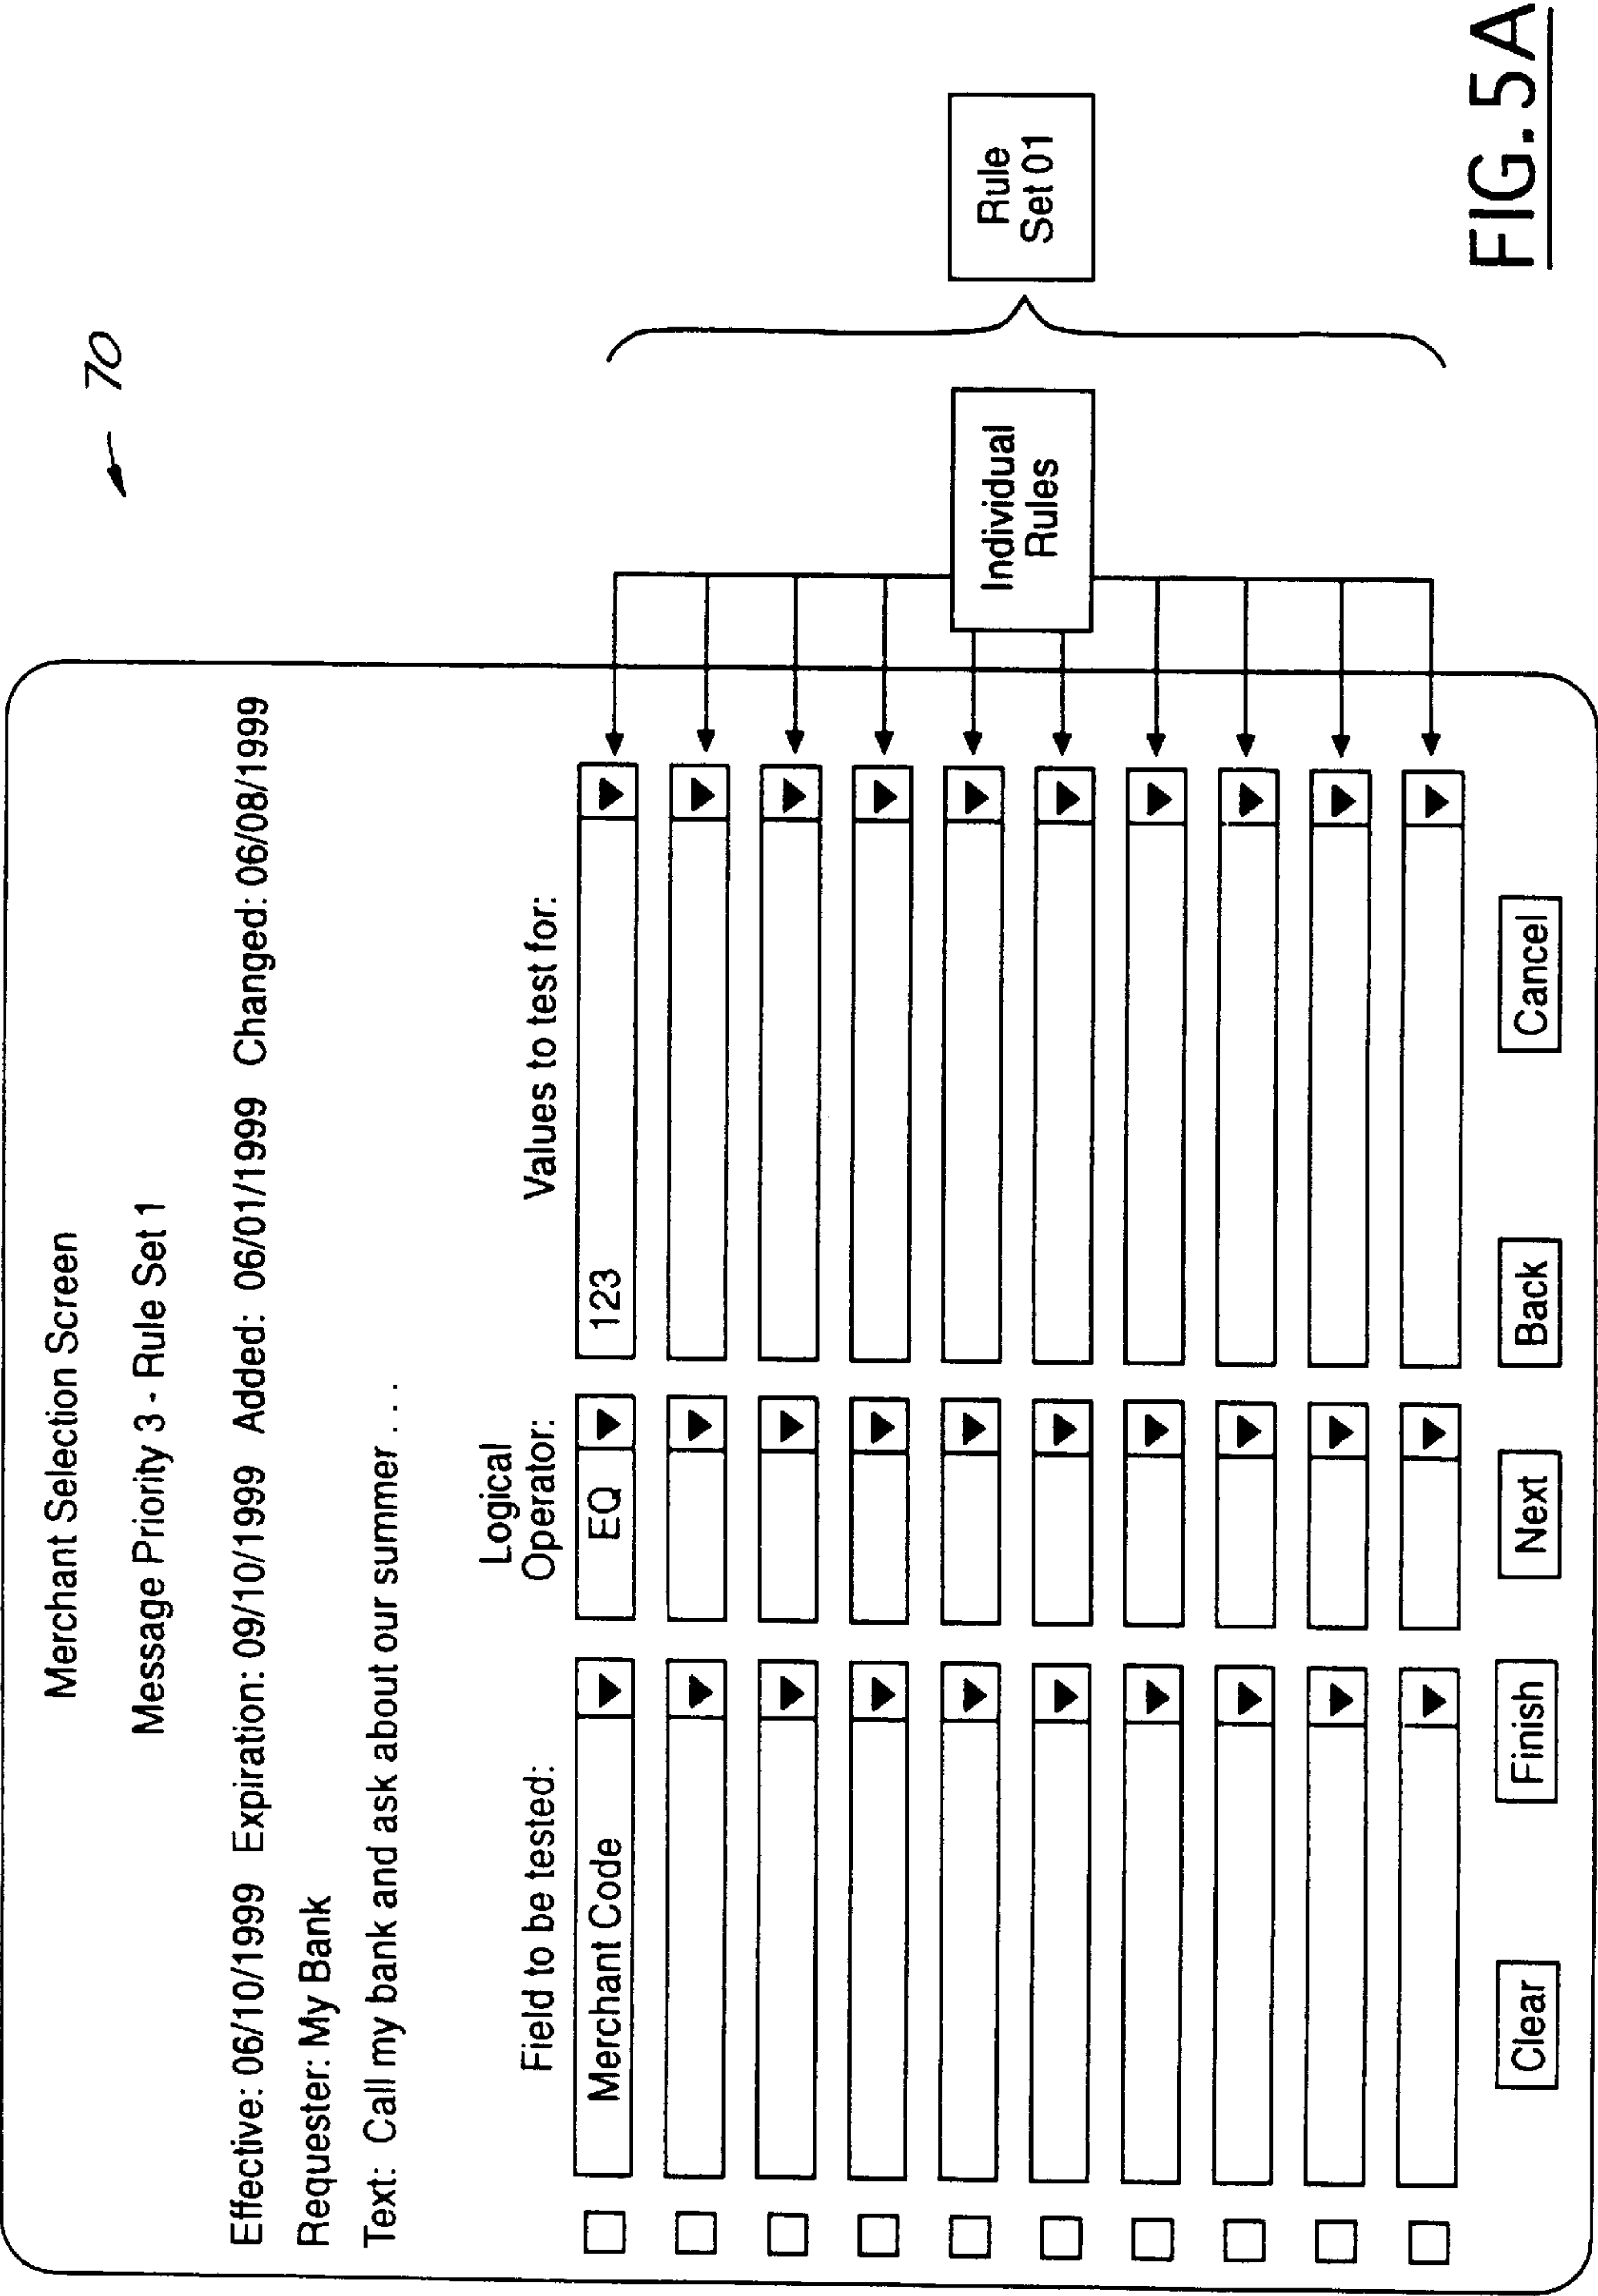 70
Merchant Selection Screen
Message Priority 3 - Rule Set 1
Effective: 06/10/1999 Expiration: 09/10/1999 Added: 06/01/1999 Changed: 06/08/1999
Requester: My Bank
Text: Call my bank and ask about our summer . . .
Field to be tested:
Logical
Operator:
Values to test for:
Merchant Code EQ 123
Clear Finish Next Back Cancel
Individual
Rules
Rule
Set 01
FIG. 5A